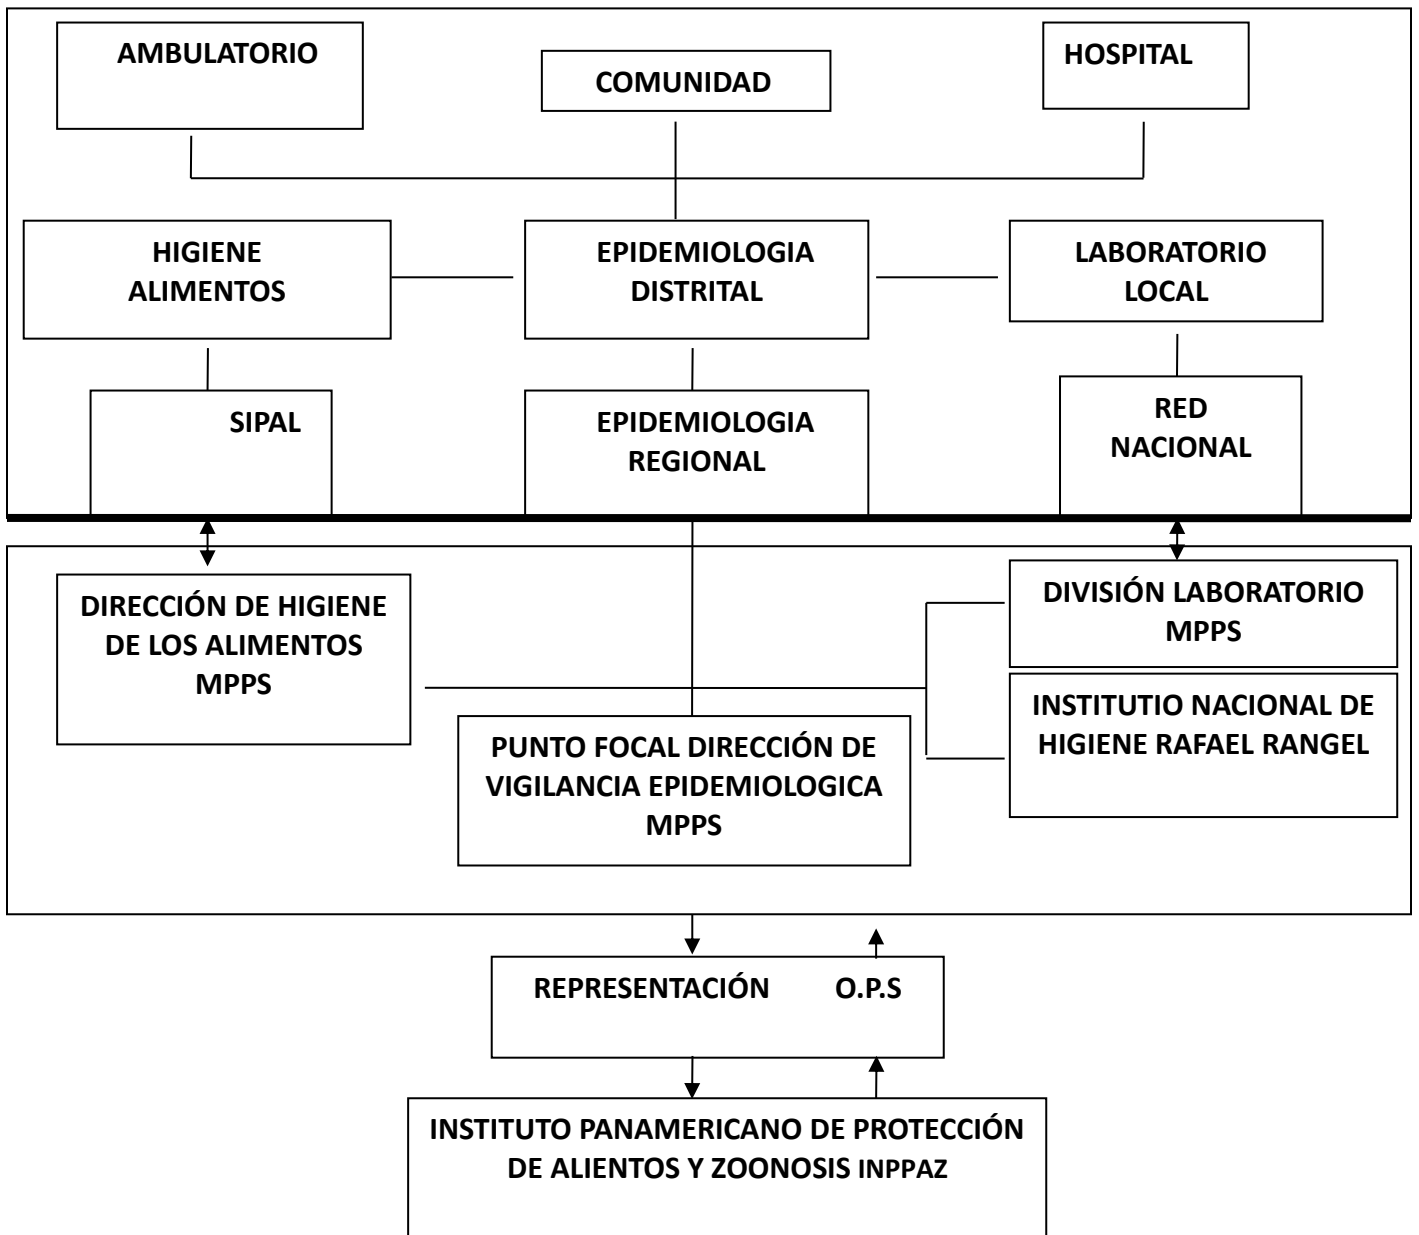 AMBULATORIO
COMUNIDAD
HOSPITAL
HIGIENE
ALIMENTOS
EPIDEMIOLOGIA
DISTRITAL
LABORATORIO
LOCAL
SIPAL
EPIDEMIOLOGIA
REGIONAL
RED
NACIONAL
DIRECCIÓN DE HIGIENE
DE LOS ALIMENTOS
MPPS
DIVISIÓN LABORATORIO
MPPS
INSTITUTIO NACIONAL DE
HIGIENE RAFAEL RANGEL
PUNTO FOCAL DIRECCIÓN DE
VIGILANCIA EPIDEMIOLOGICA
MPPS
REPRESENTACIÓN O.P.S
INSTITUTO PANAMERICANO DE PROTECCIÓN
DE ALIENTOS Y ZOONOSIS INPPAZ